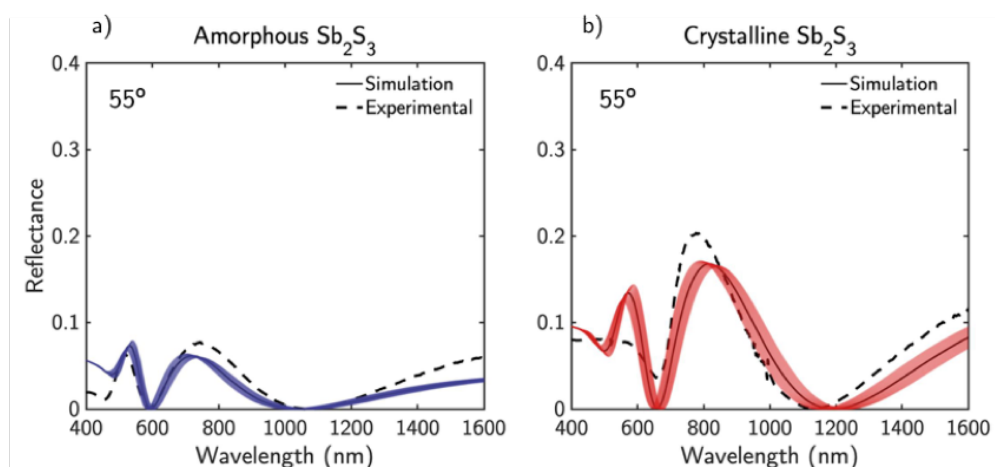 a)
Amorphous Sb₂S₃
0.4
0.3
0.2
0.1
0
Reflectance
55º
Simulation
Experimental
400 600 800 1000 1200 1400 1600
Wavelength (nm)
b)
Crystalline Sb₂S₃
0.4
0.3
0.2
0.1
0
55º
Simulation
Experimental
400 600 800 1000 1200 1400 1600
Wavelength (nm)